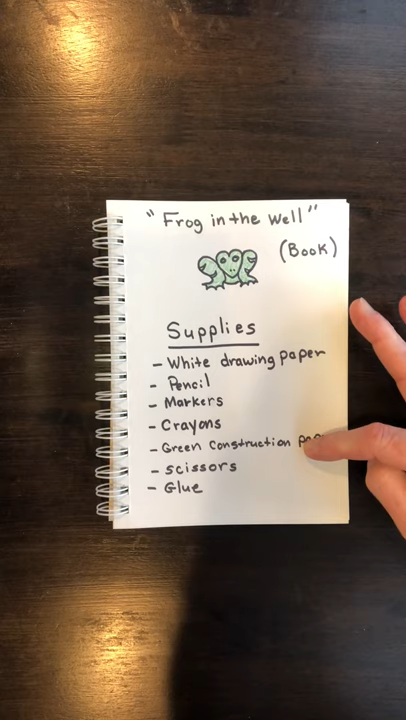 "Frog in the well"
(Book)
Supplies
- White drawing paper
- Pencil
- Markers
- Crayons
- Green Construction
- scissors
- Glue